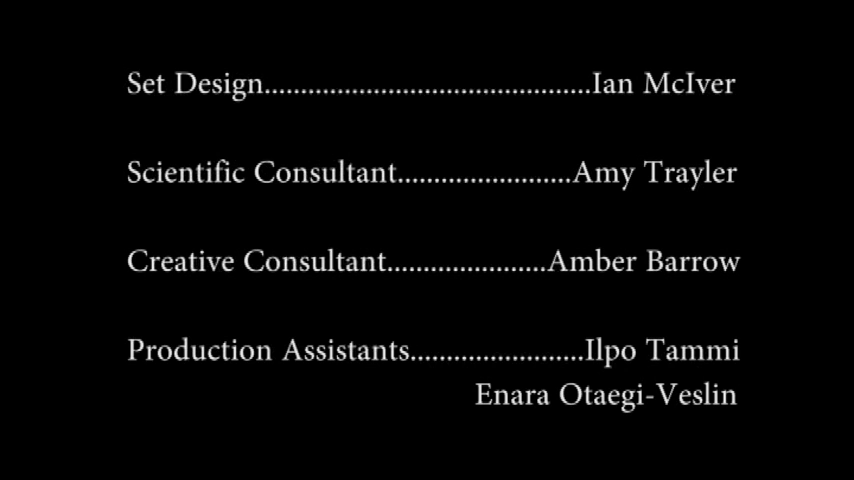 Set Design.............................................Ian McIver
Scientific Consultant........................Amy Trayler
Creative Consultant......................Amber Barrow
Production Assistants........................Ilpo Tammi
Enara Otaegi-Veslin